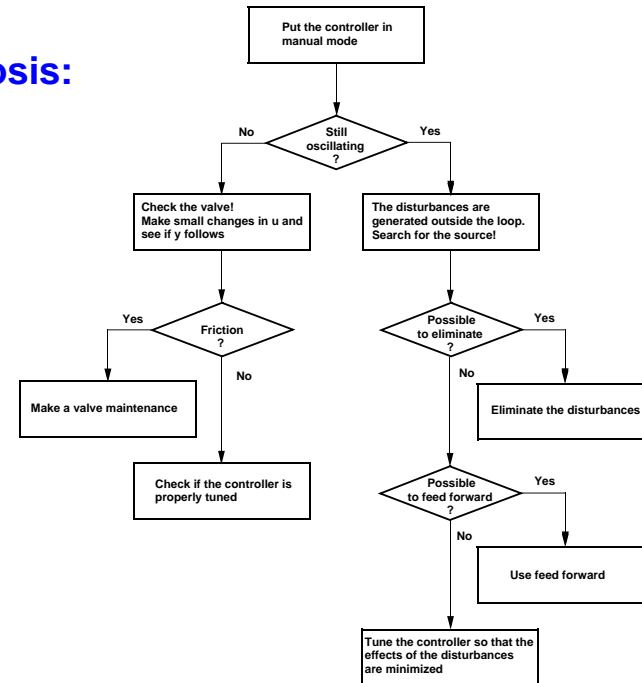 osis:
Put the controller in
manual mode
No
Still
oscillating
?
Yes
Check the valve!
Make small changes in u and
see if y follows
The disturbances are
generated outside the loop.
Search for the source!
Yes
Friction
?
No
Possible
to eliminate
?
Yes
No
Make a valve maintenance
Eliminate the disturbances
Check if the controller is
properly tuned
Possible
to feed forward
?
Yes
No
Use feed forward
Tune the controller so that the
effects of the disturbances
are minimized